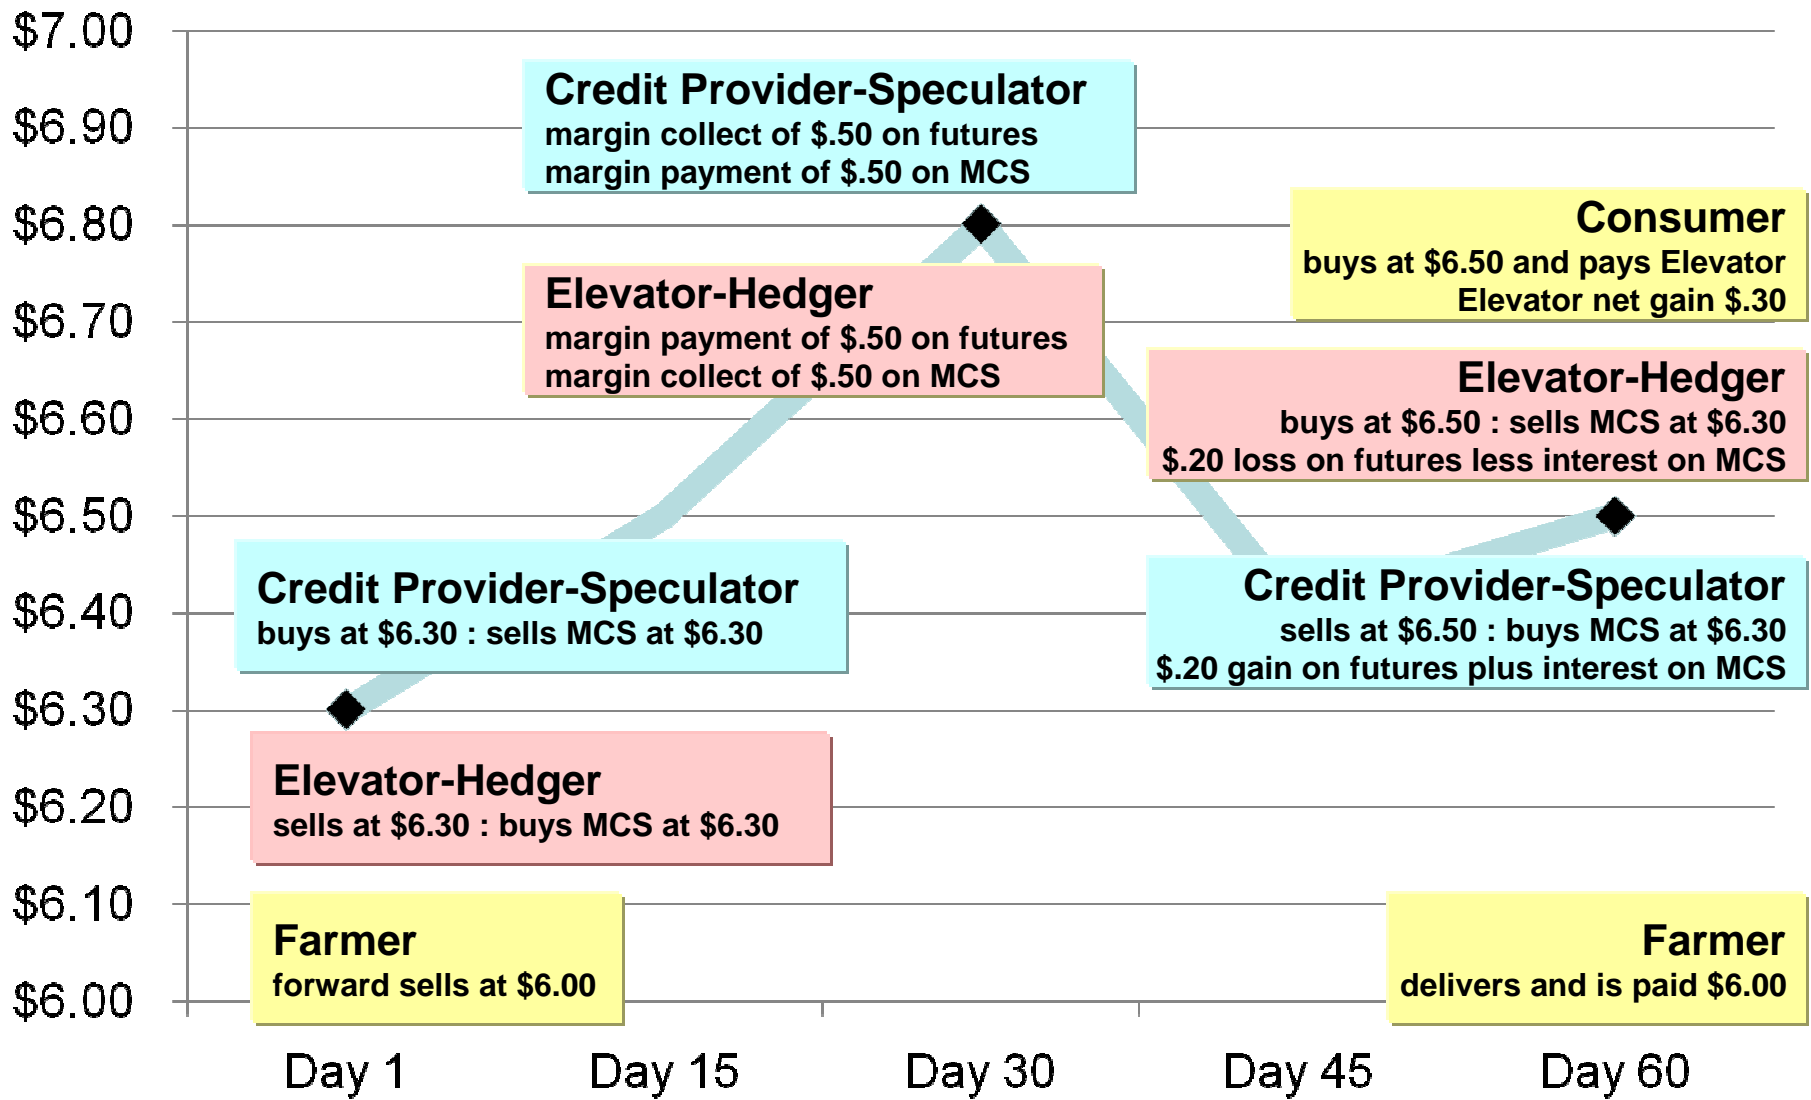 $7.00
$6.90
$6.80
$6.70
$6.60
$6.50
$6.40
$6.30
$6.20
$6.10
$6.00
Credit Provider-Speculator
margin collect of $.50 on futures
margin payment of $.50 on MCS
Consumer
buys at $6.50 and pays Elevator
Elevator net gain $.30
Elevator-Hedger
margin payment of $.50 on futures
margin collect of $.50 on MCS
Elevator-Hedger
buys at $6.50 : sells MCS at $6.30
$.20 loss on futures less interest on MCS
Credit Provider-Speculator
buys at $6.30 : sells MCS at $6.30
Credit Provider-Speculator
sells at $6.50 : buys MCS at $6.30
$.20 gain on futures plus interest on MCS
Elevator-Hedger
sells at $6.30 : buys MCS at $6.30
Farmer
forward sells at $6.00
Farmer
delivers and is paid $6.00
Day 1
Day 15
Day 30
Day 45
Day 60